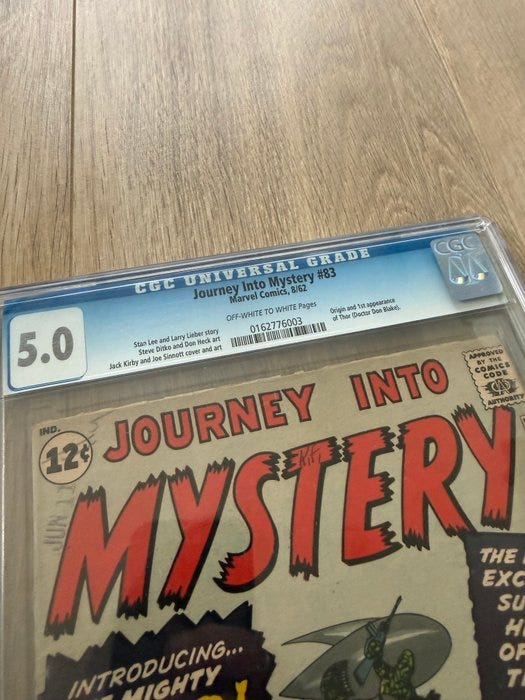 CGC UNIVERSAL GRADE
CGC
Journey Into Mystery #83
Marvel Comics, 8/62
5.0
OFF-WHITE TO WHITE Pages
0162776003
Stan Lee and Larry Lieber story
Steve Ditko and Don Heck art
Jack Kirby and Joe Sinnott cover and art
Origin and 1st appearance
of Thor (Doctor Don Blake).
APPROVED
BY THE
COMICS
CODE
AUTHORITY
IND.
12¢
JOURNEY INTO
MYSTERY
JUN
THE
INTRODUCING...
MIGHTY